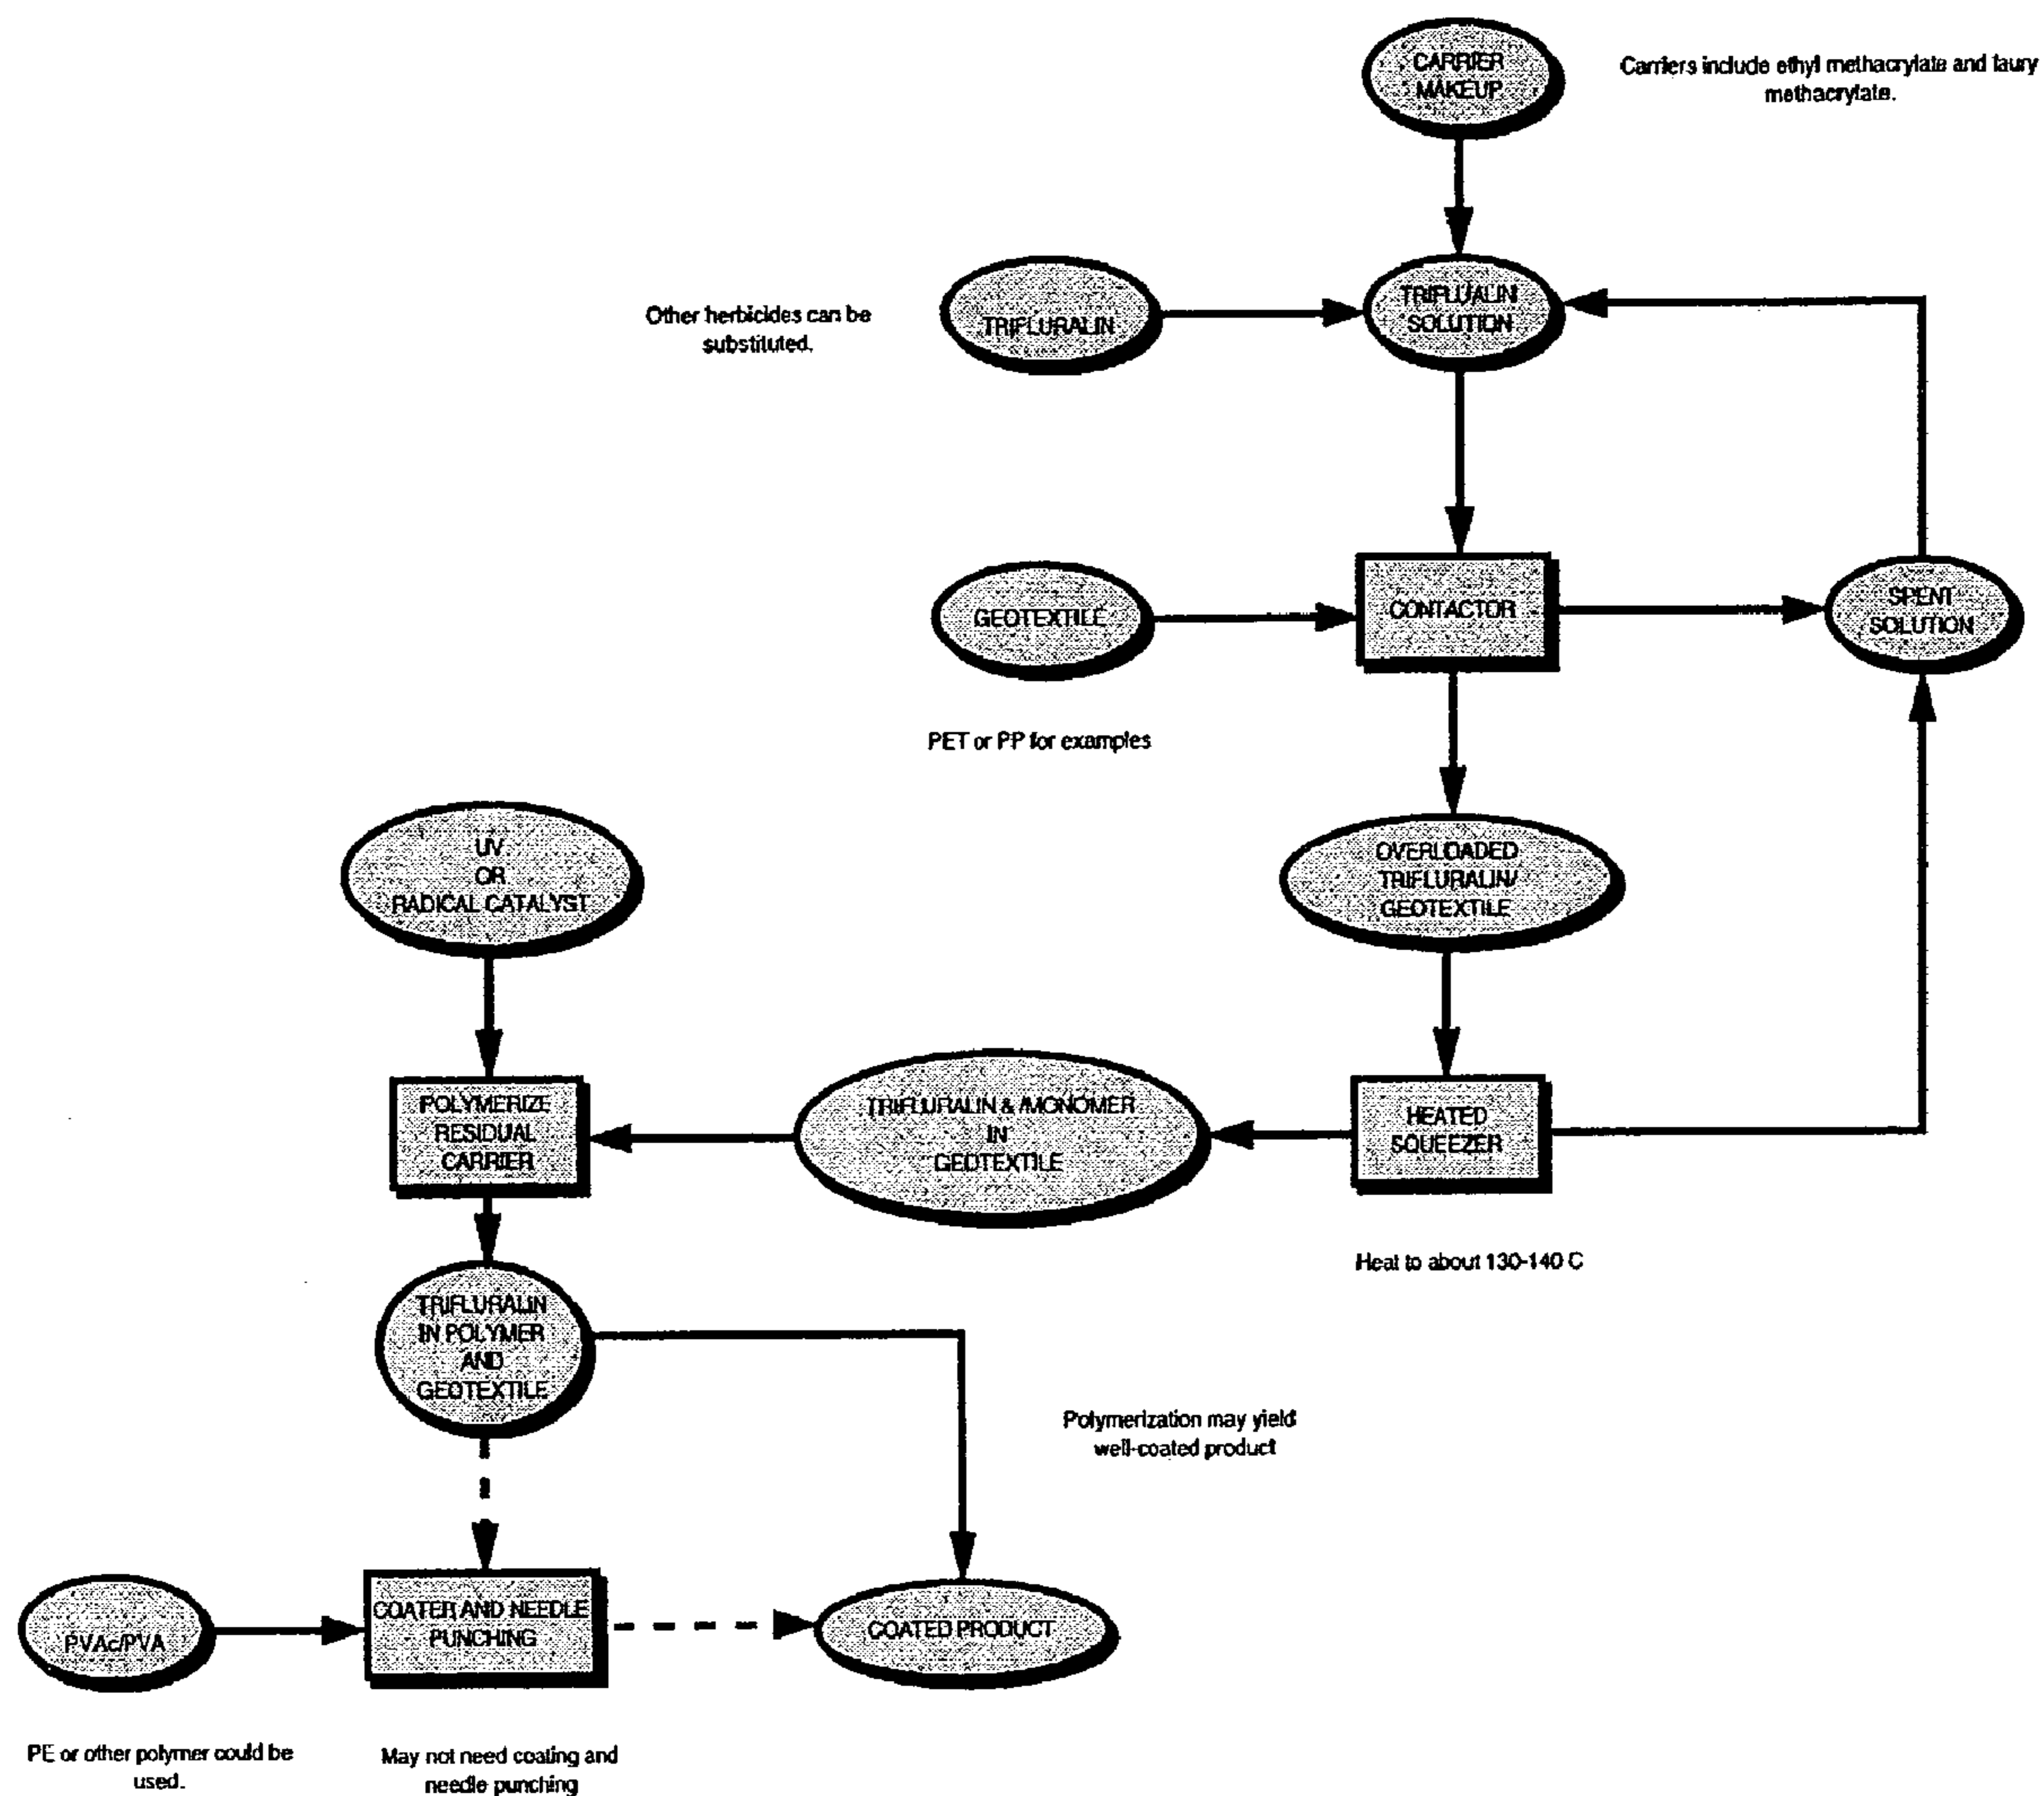 CARRIER
MAKEUP
Carriers include ethyl methacrylate and laury
methacrylate.
Other herbicides can be
substituted.
TRIFLURALIN
TRIFLUALIN
SOLUTION
GEOTEXTILE
CONTACTOR
SPENT
SOLUTION
PET or PP for examples
UV
OR
RADICAL CATALYST
OVERLOADED
TRIFLURALIN/
GEOTEXTILE
POLYMERIZE
RESIDUAL
CARRIER
TRIFLURALIN & /MONOMER
IN
GEOTEXTILE
HEATED
SQUEEZER
Heat to about 130-140 C
TRIFLURALIN
IN POLYMER
AND
GEOTEXTILE
Polymerization may yield
well-coated product
PVAc/PVA
COATER AND NEEDLE
PUNCHING
COATED PRODUCT
PE or other polymer could be
used.
May not need coating and
needle punching